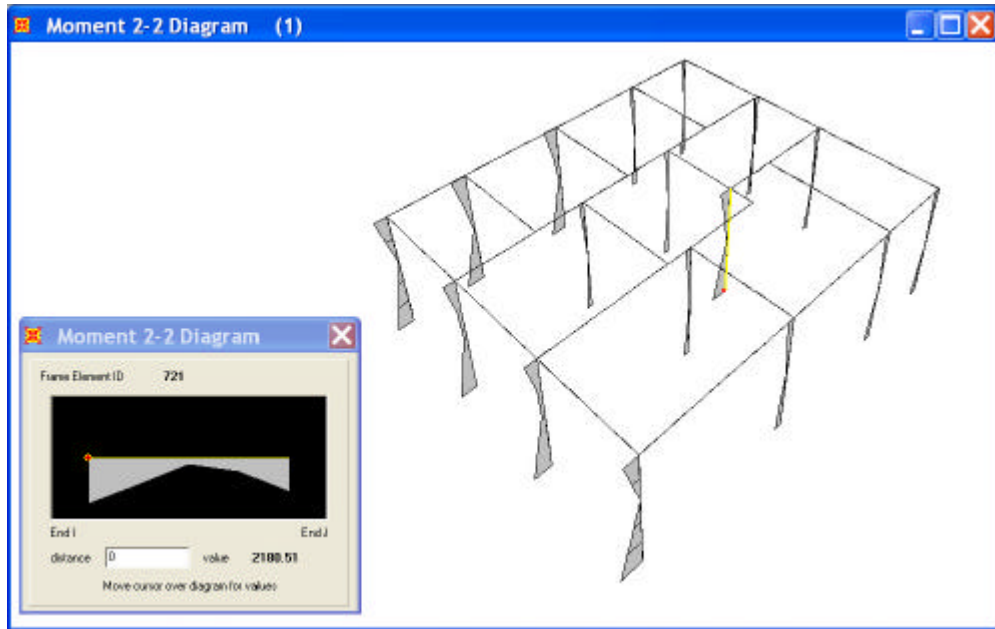 Moment 2-2 Diagram (1)
Moment 2-2 Diagram
Frame Element ID 721
End I End J
distance 0 value 2180.51
Move cursor over diagram for values